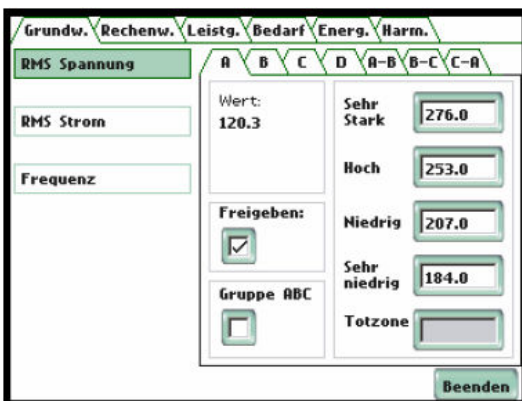 Grundw. Rechenw. Leistg. Bedarf Energ. Harm.
RMS Spannung
RMS Strom
Frequenz
A B C D A-B B-C C-A
Wert:
120.3
Freigeben:
Gruppe ABC
Sehr
Stark 276.0
Hoch 253.0
Niedrig 207.0
Sehr
niedrig 184.0
Totzone
Beenden